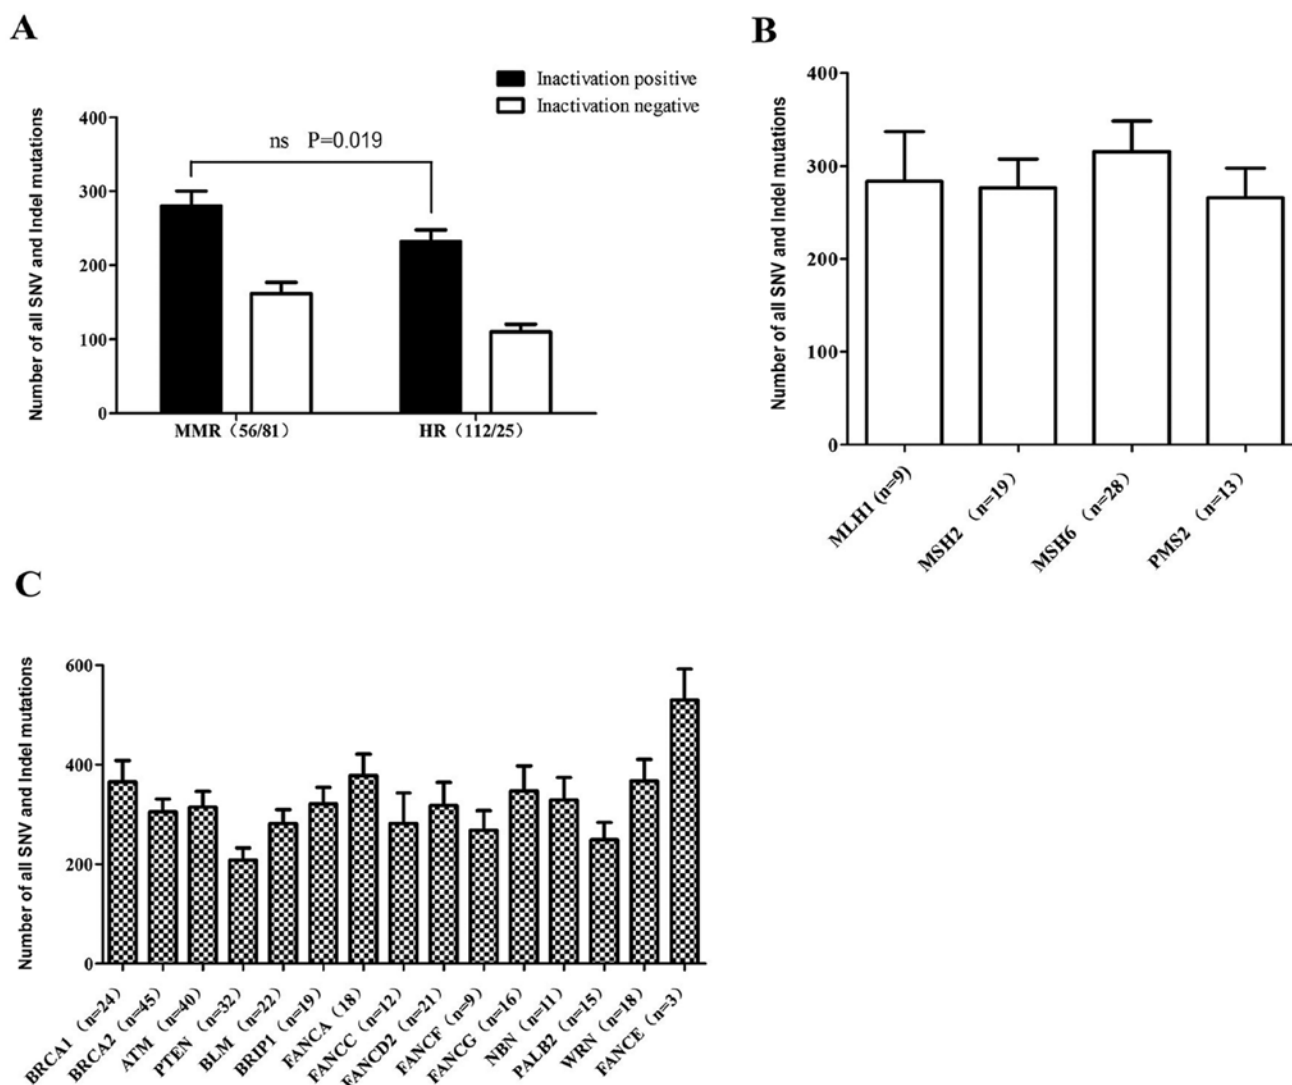 A
Inactivation positive
Inactivation negative
Number of all SNV and Indel mutations
400
300
200
100
0
ns P=0.019
MMR（56/81）
HR（112/25）
B
Number of all SNV and Indel mutations
400
300
200
100
0
MLH1 (n=9)
MSH2（n=19）
MSH6（n=28）
PMS2（n=13）
C
Number of all SNV and Indel mutations
600
400
200
0
BRCA1（n=24）
BRCA2（n=45）
ATM（n=40）
PTEN（n=32）
BLM（n=22）
BRIP1（n=19）
FANCA（18）
FANCC（n=12）
FANCD2（n=21）
FANCF（n=9）
FANCG（n=16）
NBN（n=11）
PALB2（n=15）
WRN（n=18）
FANCE（n=3）